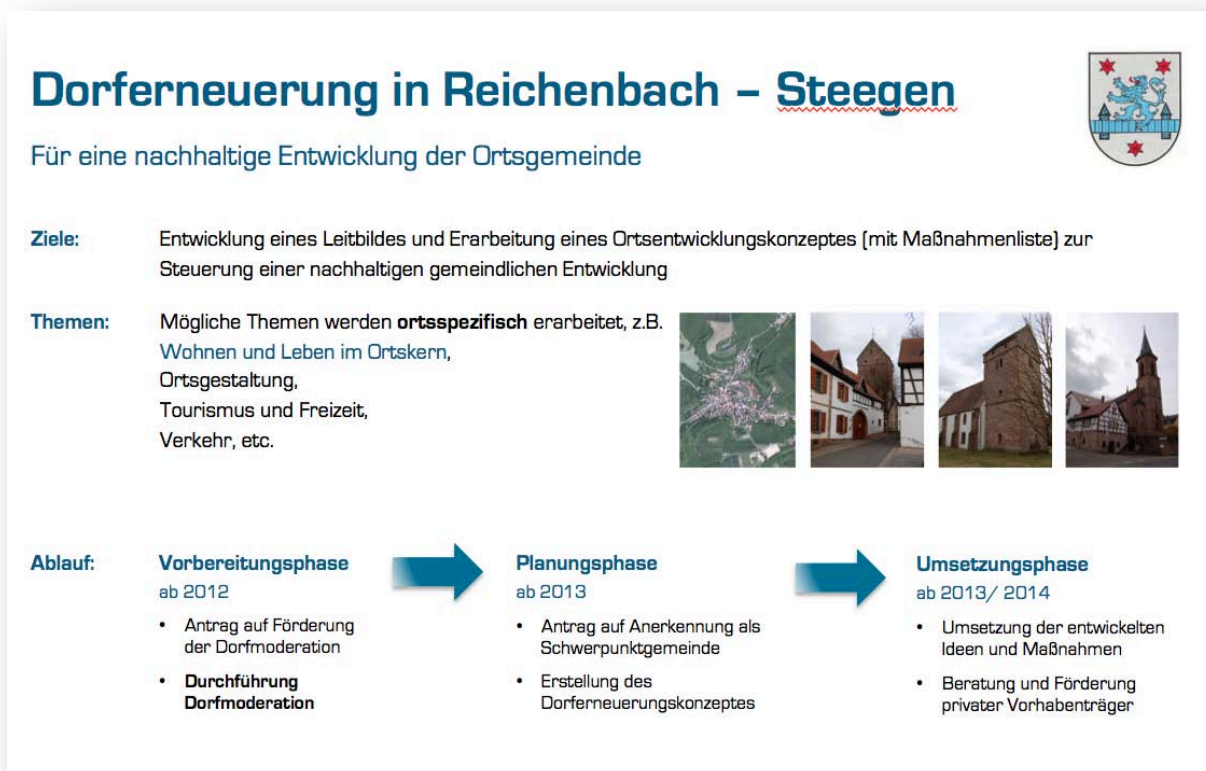 Dorferneuerung in Reichenbach – Steegen
Für eine nachhaltige Entwicklung der Ortsgemeinde
Ziele:
Entwicklung eines Leitbildes und Erarbeitung eines Ortsentwicklungskonzeptes (mit Maßnahmenliste) zur
Steuerung einer nachhaltigen gemeindlichen Entwicklung
Themen:
Mögliche Themen werden ortsspezifisch erarbeitet, z.B.
Wohnen und Leben im Ortskern,
Ortsgestaltung,
Tourismus und Freizeit,
Verkehr, etc.
Ablauf:
Vorbereitungsphase
ab 2012
• Antrag auf Förderung
der Dorfmoderation
• Durchführung
Dorfmoderation
Planungsphase
ab 2013
• Antrag auf Anerkennung als
Schwerpunktgemeinde
• Erstellung des
Dorferneuerungskonzeptes
Umsetzungsphase
ab 2013/ 2014
• Umsetzung der entwickelten
Ideen und Maßnahmen
• Beratung und Förderung
privater Vorhabenträger